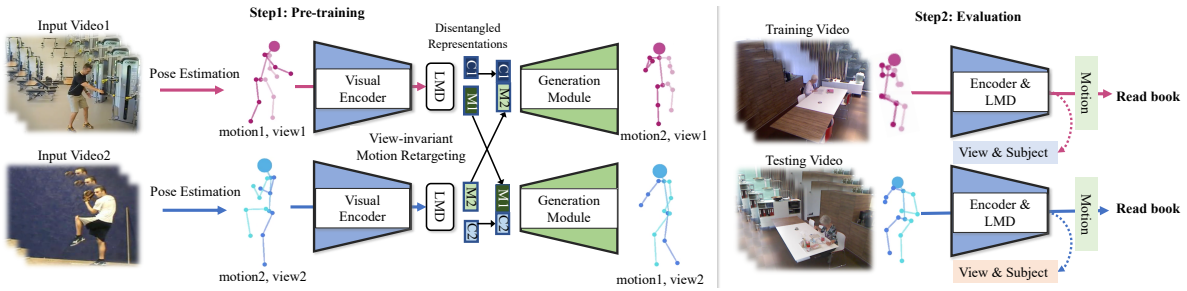 Step1: Pre-training
Input Video1
Pose Estimation
motion1, view1
Visual
Encoder
LMD
Disentangled
Representations
C1
C1
M1
M2
Generation
Module
motion2, view1
View-invariant
Motion Retargeting
Input Video2
Pose Estimation
motion2, view2
Visual
Encoder
LMD
M2
M1
C2
C2
Generation
Module
motion1, view2
Step2: Evaluation
Training Video
Encoder &
LMD
Motion
Read book
View & Subject
Testing Video
Encoder &
LMD
Motion
Read book
View & Subject